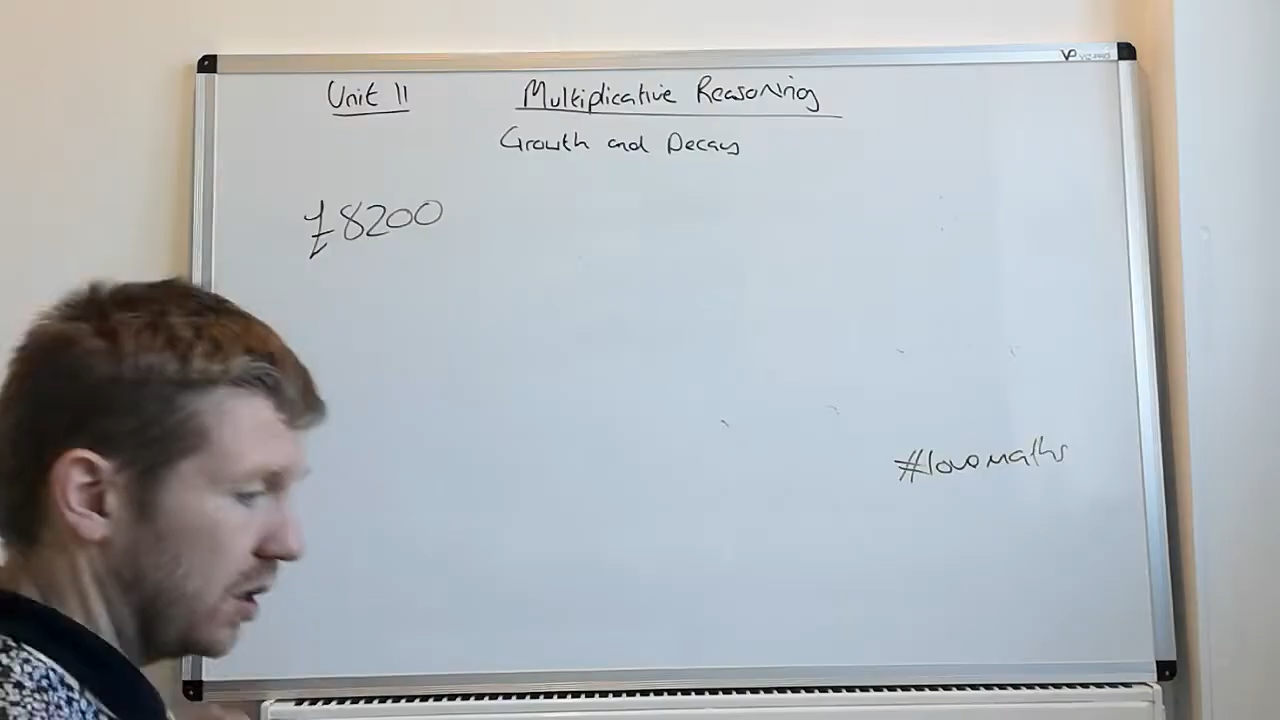 Unit 11 Multiplicative Reasoning
Growth and Decay
£8200
#lovemaths